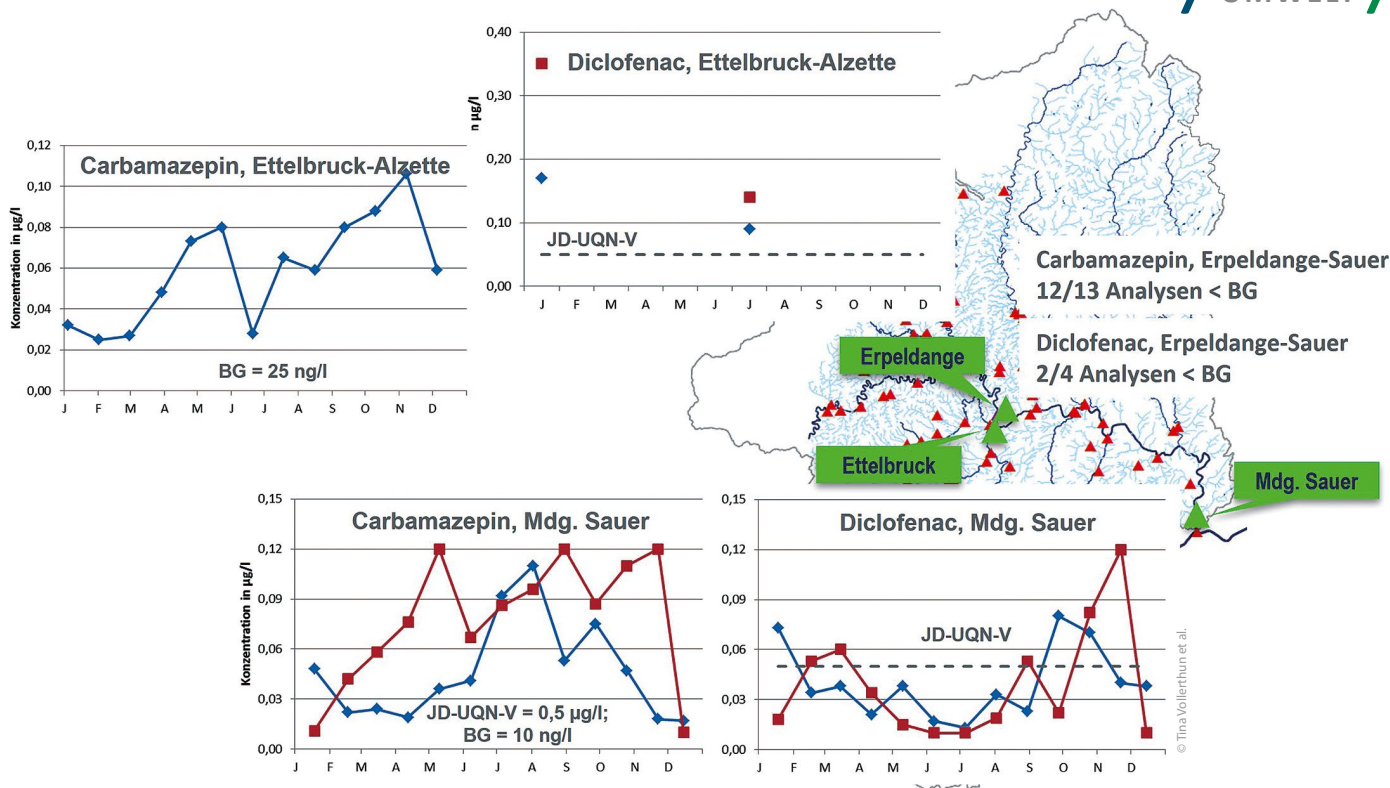 UMWELT
0,40
Diclofenac, Ettelbruck-Alzette
0,30
n µg/l
0,20
0,10
JD-UQN-V
0,00
J F M A M J J A S O N D
0,12
Carbamazepin, Ettelbruck-Alzette
0,10
0,08
Konzentration in µg/l
0,06
0,04
0,02
BG = 25 ng/l
0,00
J F M A M J J A S O N D
Carbamazepin, Erpeldange-Sauer
12/13 Analysen < BG
Diclofenac, Erpeldange-Sauer
2/4 Analysen < BG
Erpeldange
Ettelbruck
Mdg. Sauer
0,15
Carbamazepin, Mdg. Sauer
0,12
0,09
Konzentration in µg/l
0,06
0,03
JD-UQN-V = 0,5 µg/l;
BG = 10 ng/l
0,00
J F M A M J J A S O N D
0,15
Diclofenac, Mdg. Sauer
0,12
0,09
JD-UQN-V
0,06
0,03
0,00
J F M A M J J A S O N D
© Tina Vollerthun et al.